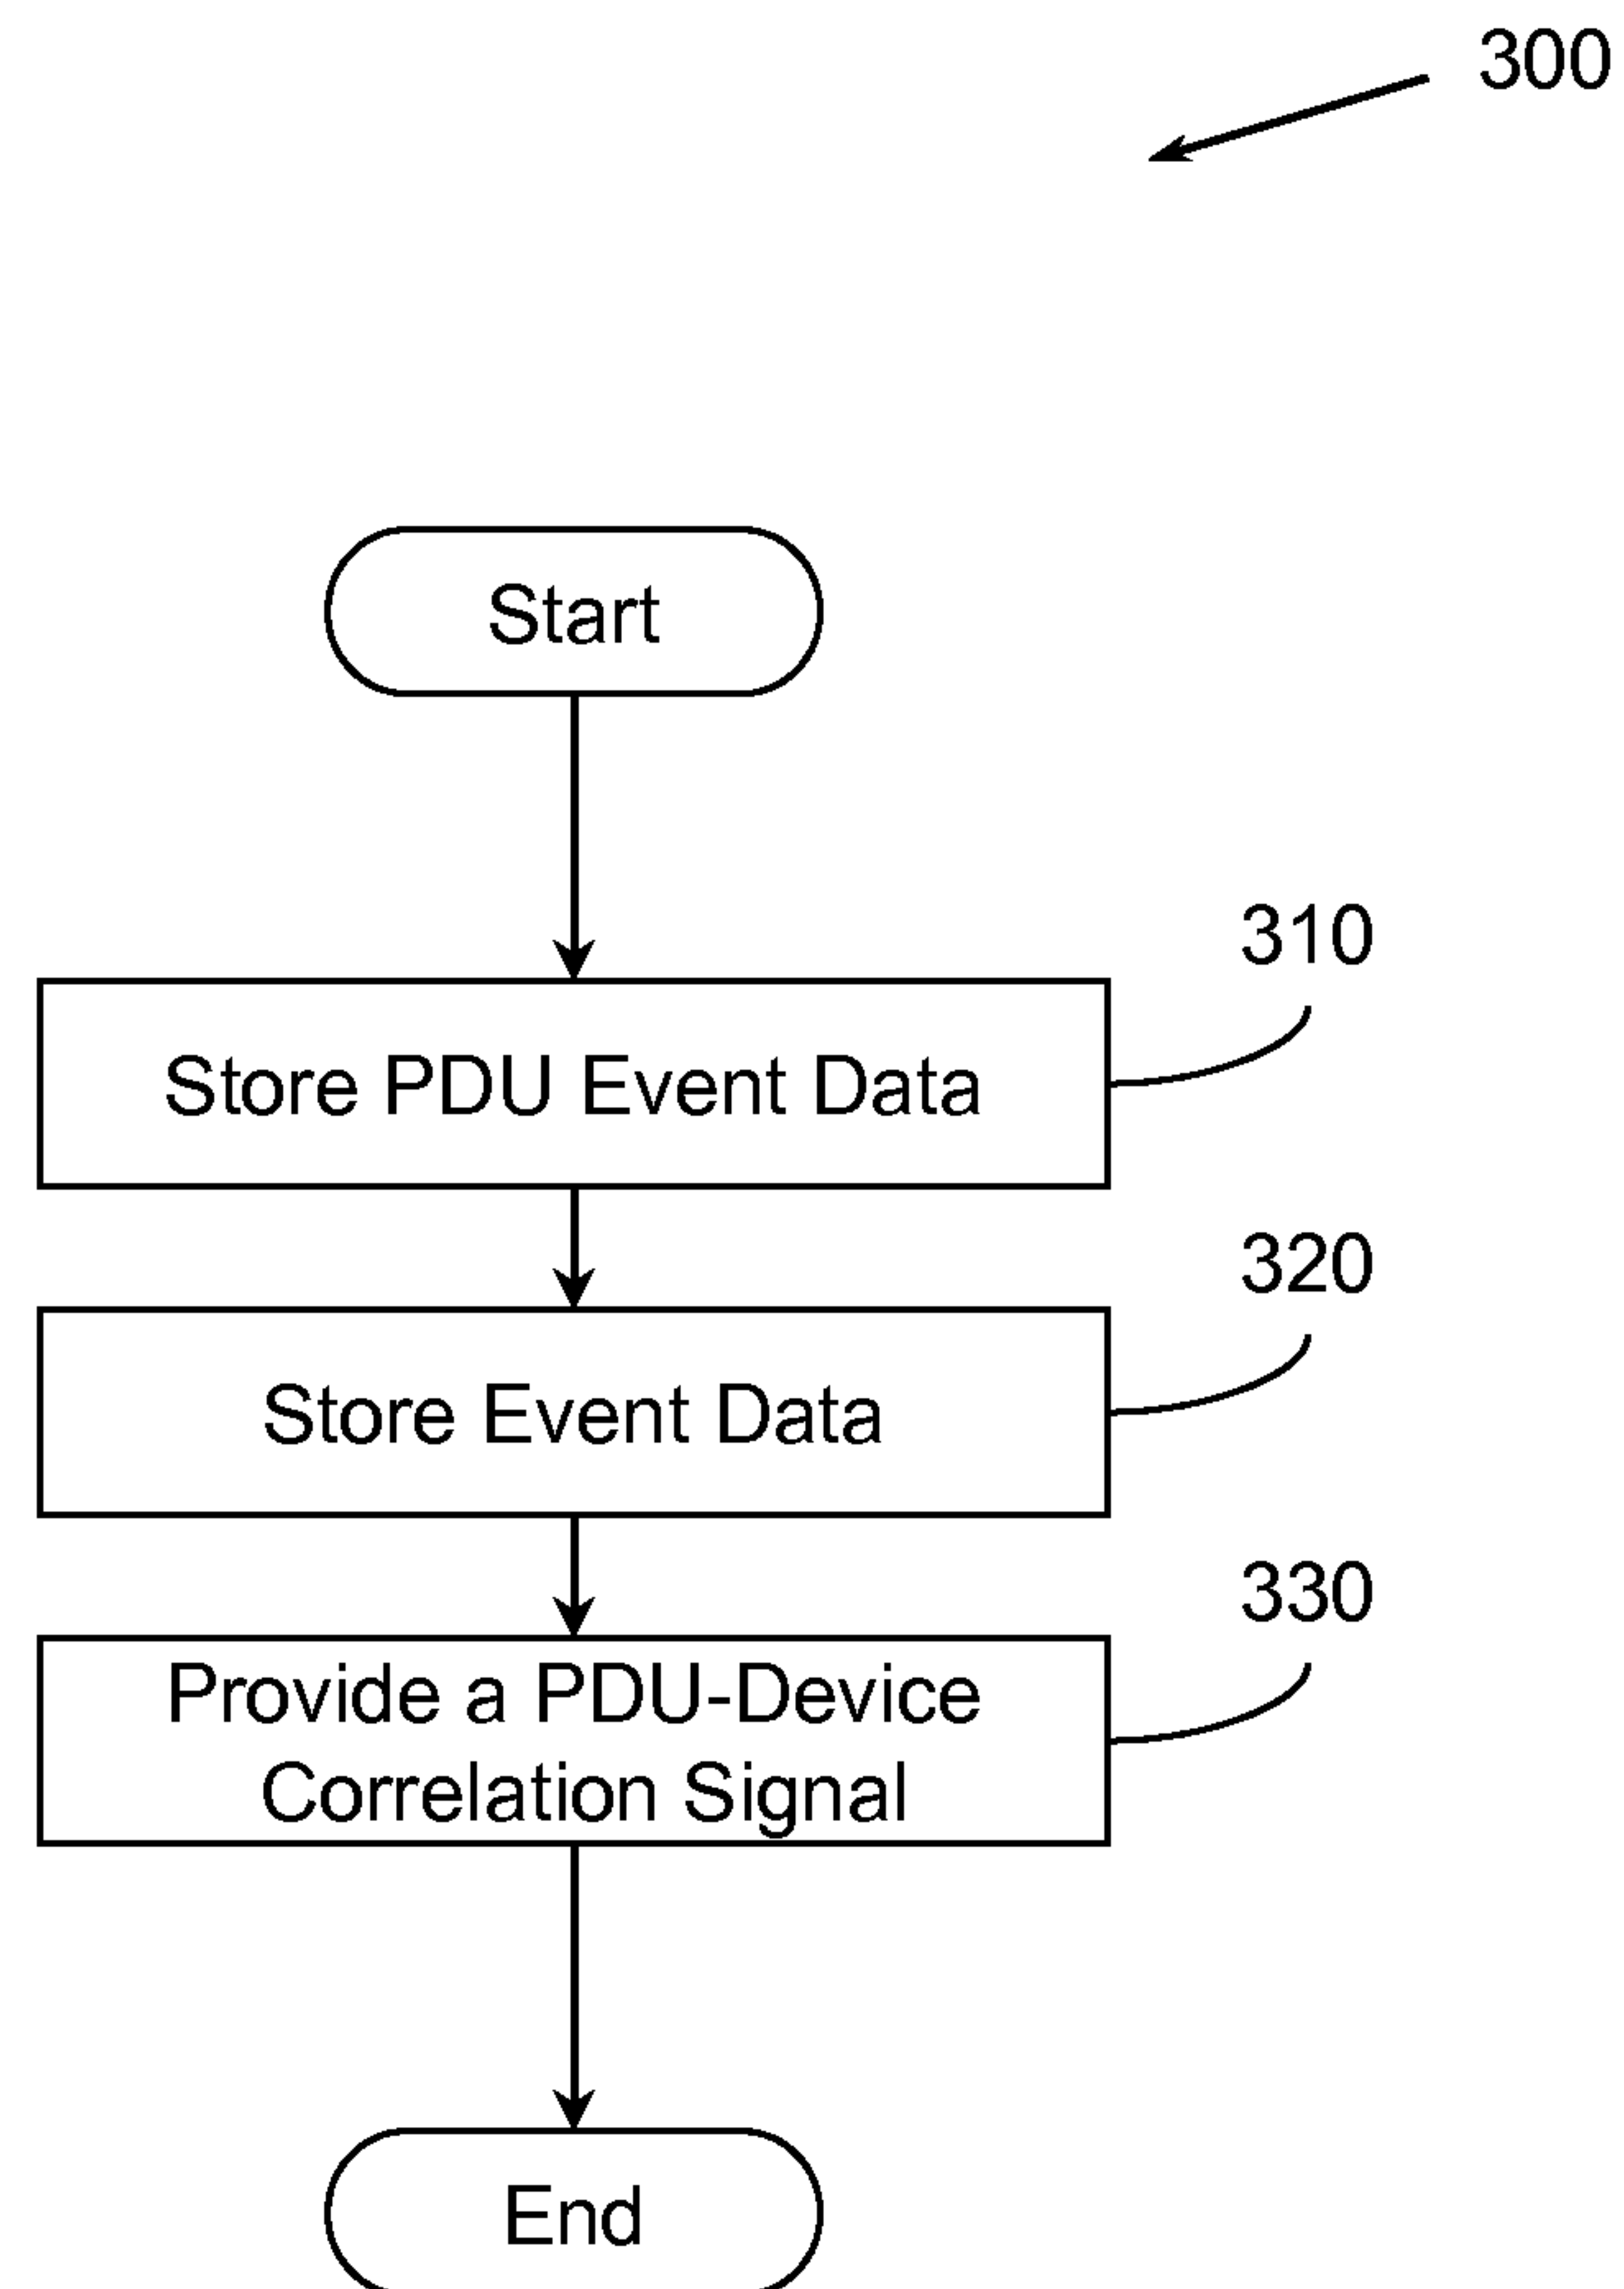 300
Start
310
Store PDU Event Data
320
Store Event Data
330
Provide a PDU-Device
Correlation Signal
End